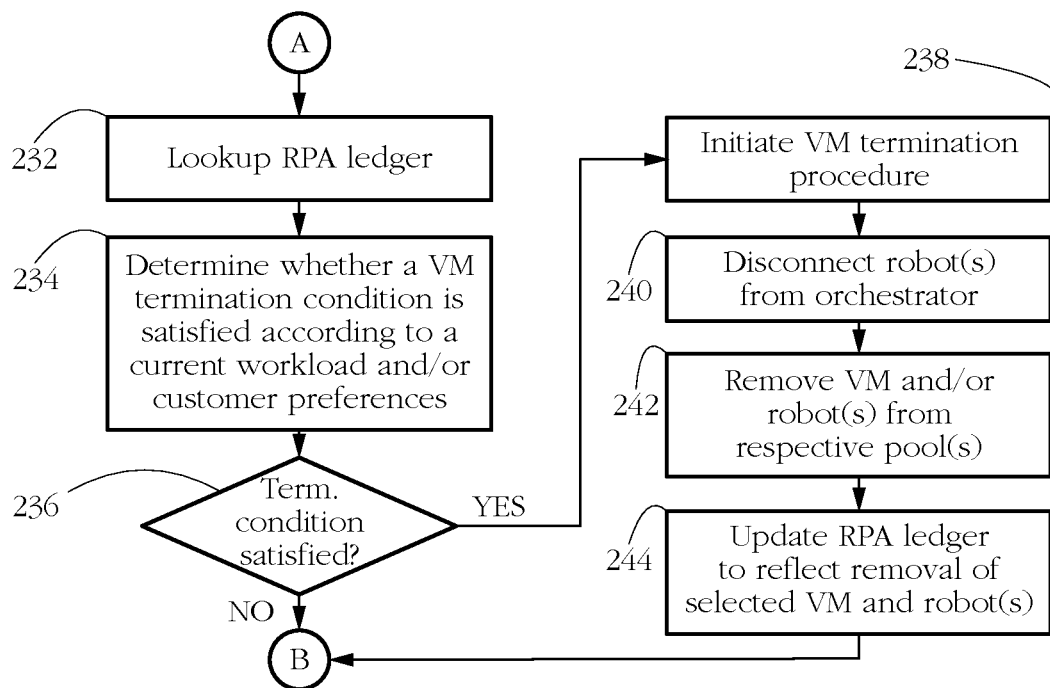 A
232
Lookup RPA ledger
234
Determine whether a VM
termination condition is
satisfied according to a
current workload and/or
customer preferences
236
Term.
condition
satisfied?
YES
NO
B
238
Initiate VM termination
procedure
240
Disconnect robot(s)
from orchestrator
242
Remove VM and/or
robot(s) from
respective pool(s)
244
Update RPA ledger
to reflect removal of
selected VM and robot(s)